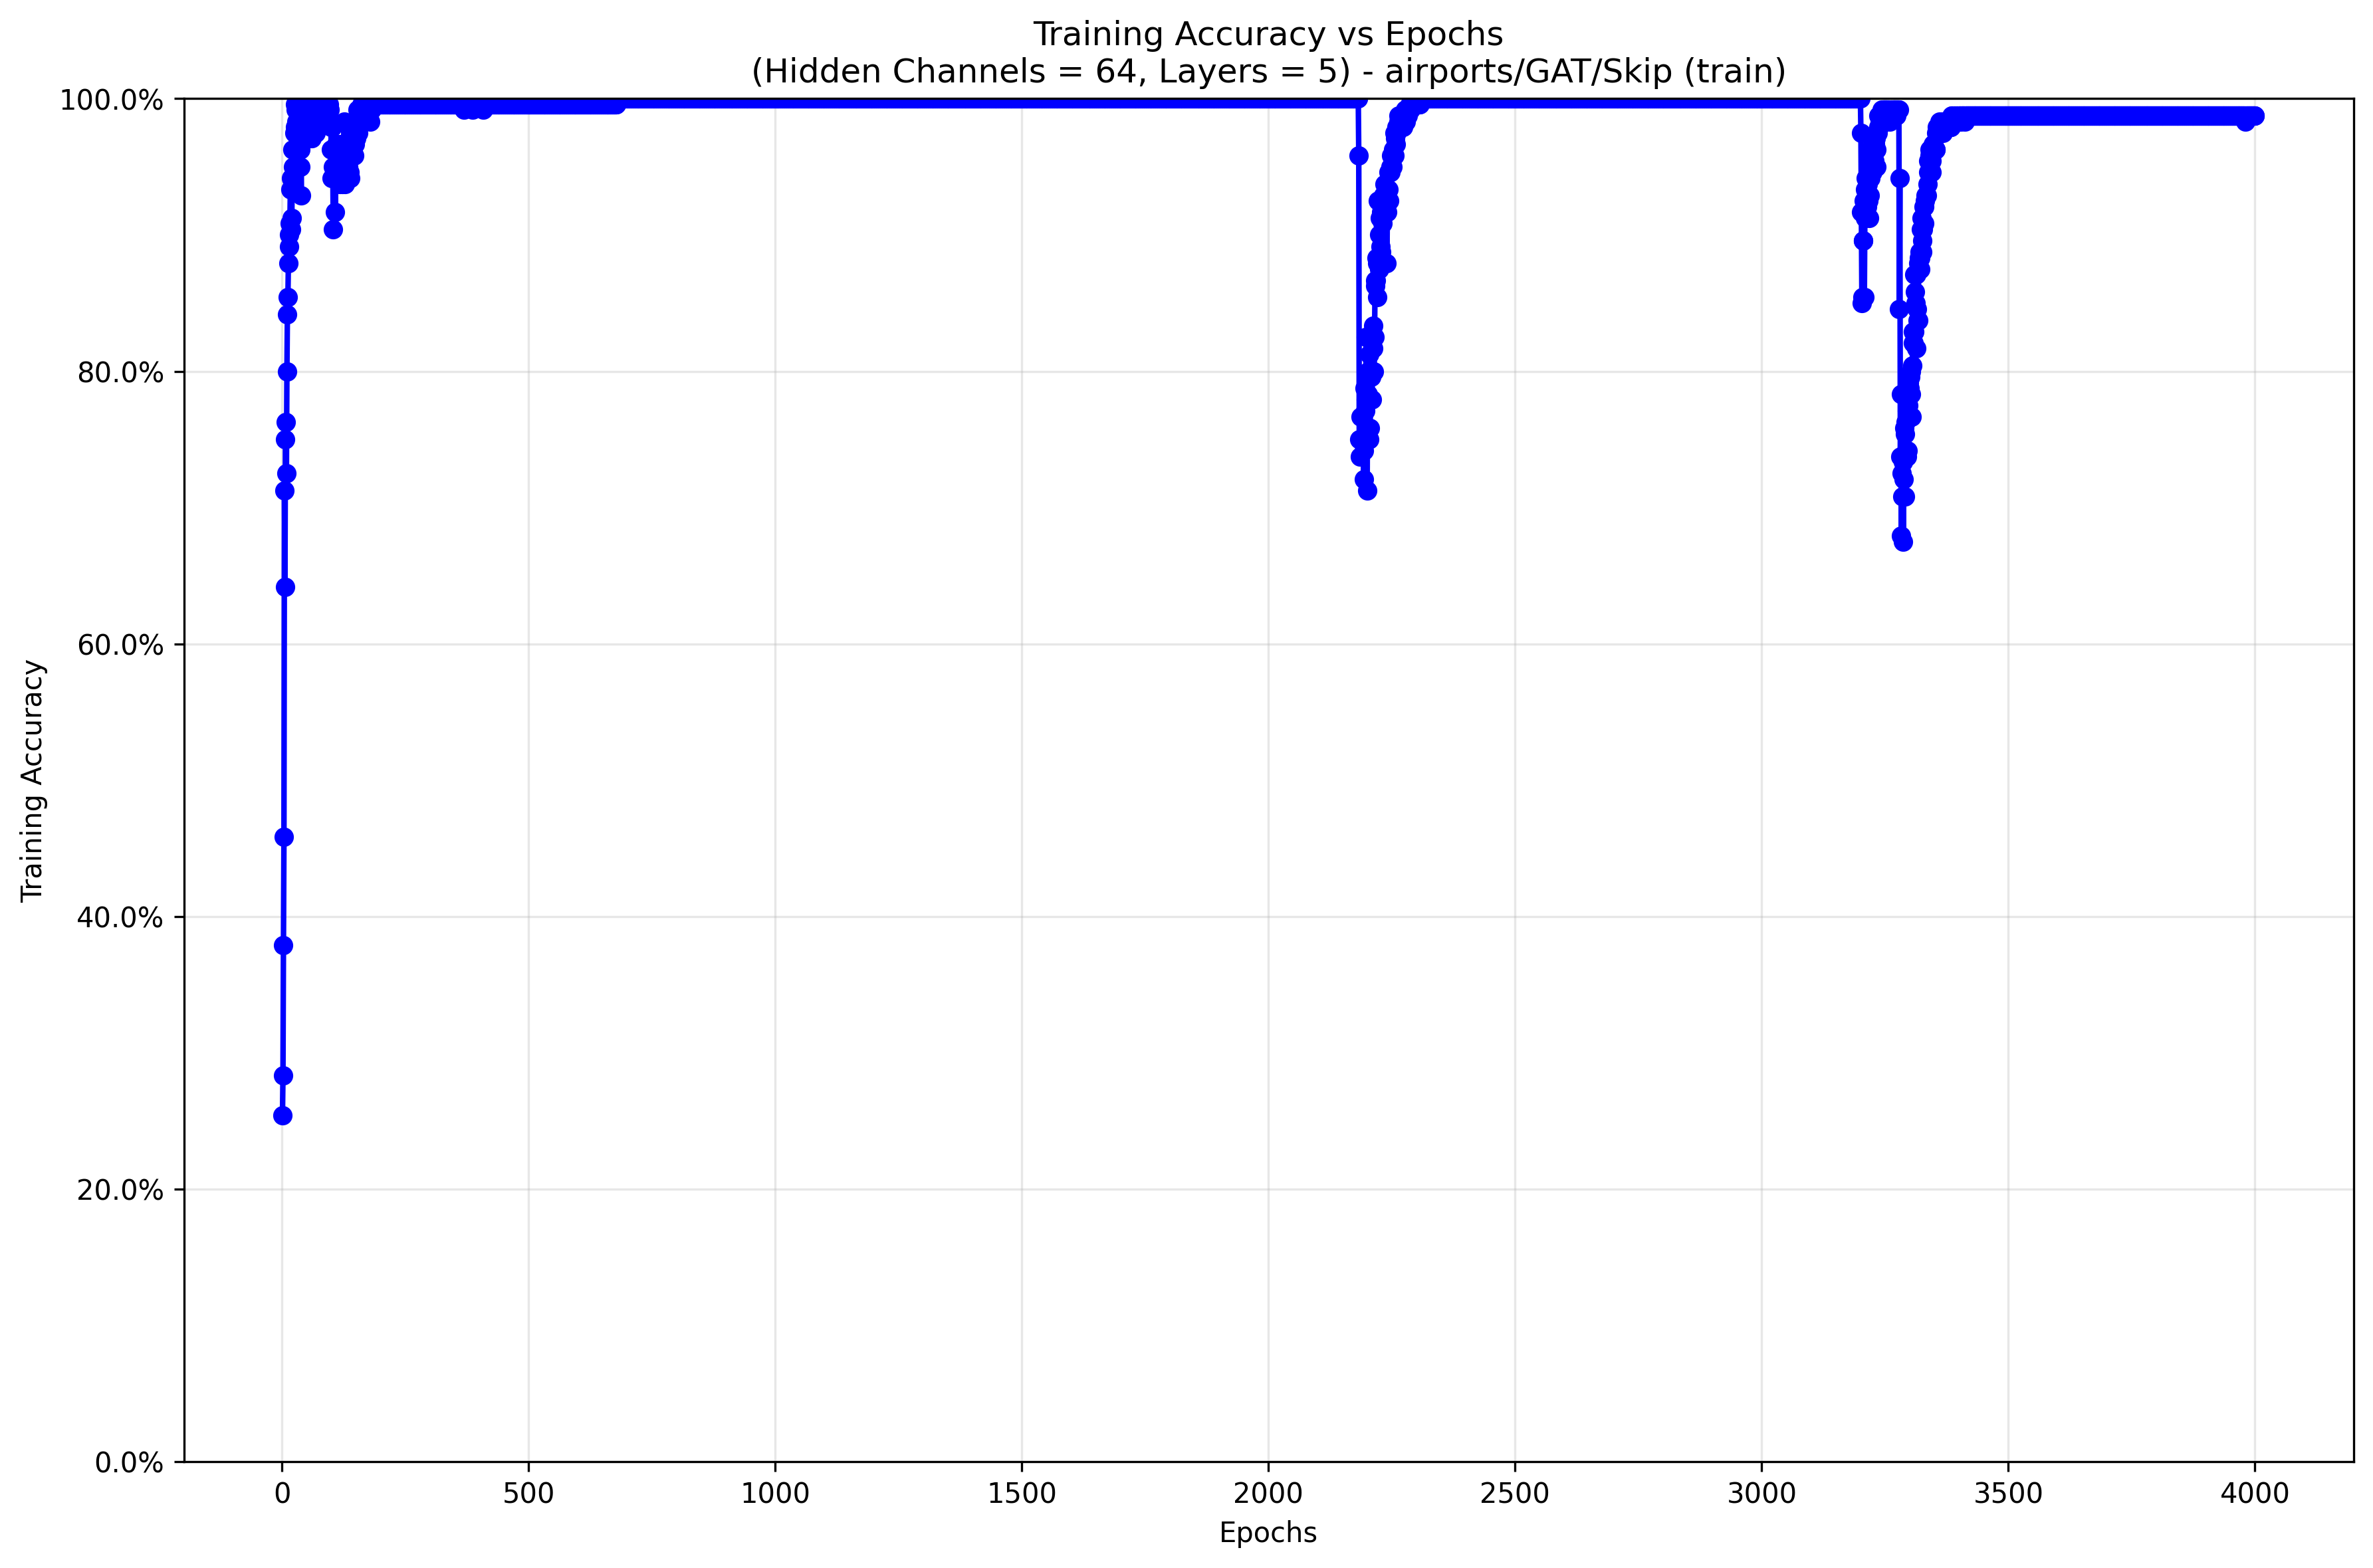 Training Accuracy vs Epochs
(Hidden Channels = 64, Layers = 5) - airports/GAT/Skip (train)
100.0%
80.0%
60.0%
40.0%
20.0%
0.0%
Training Accuracy
0 500 1000 1500 2000 2500 3000 3500 4000
Epochs